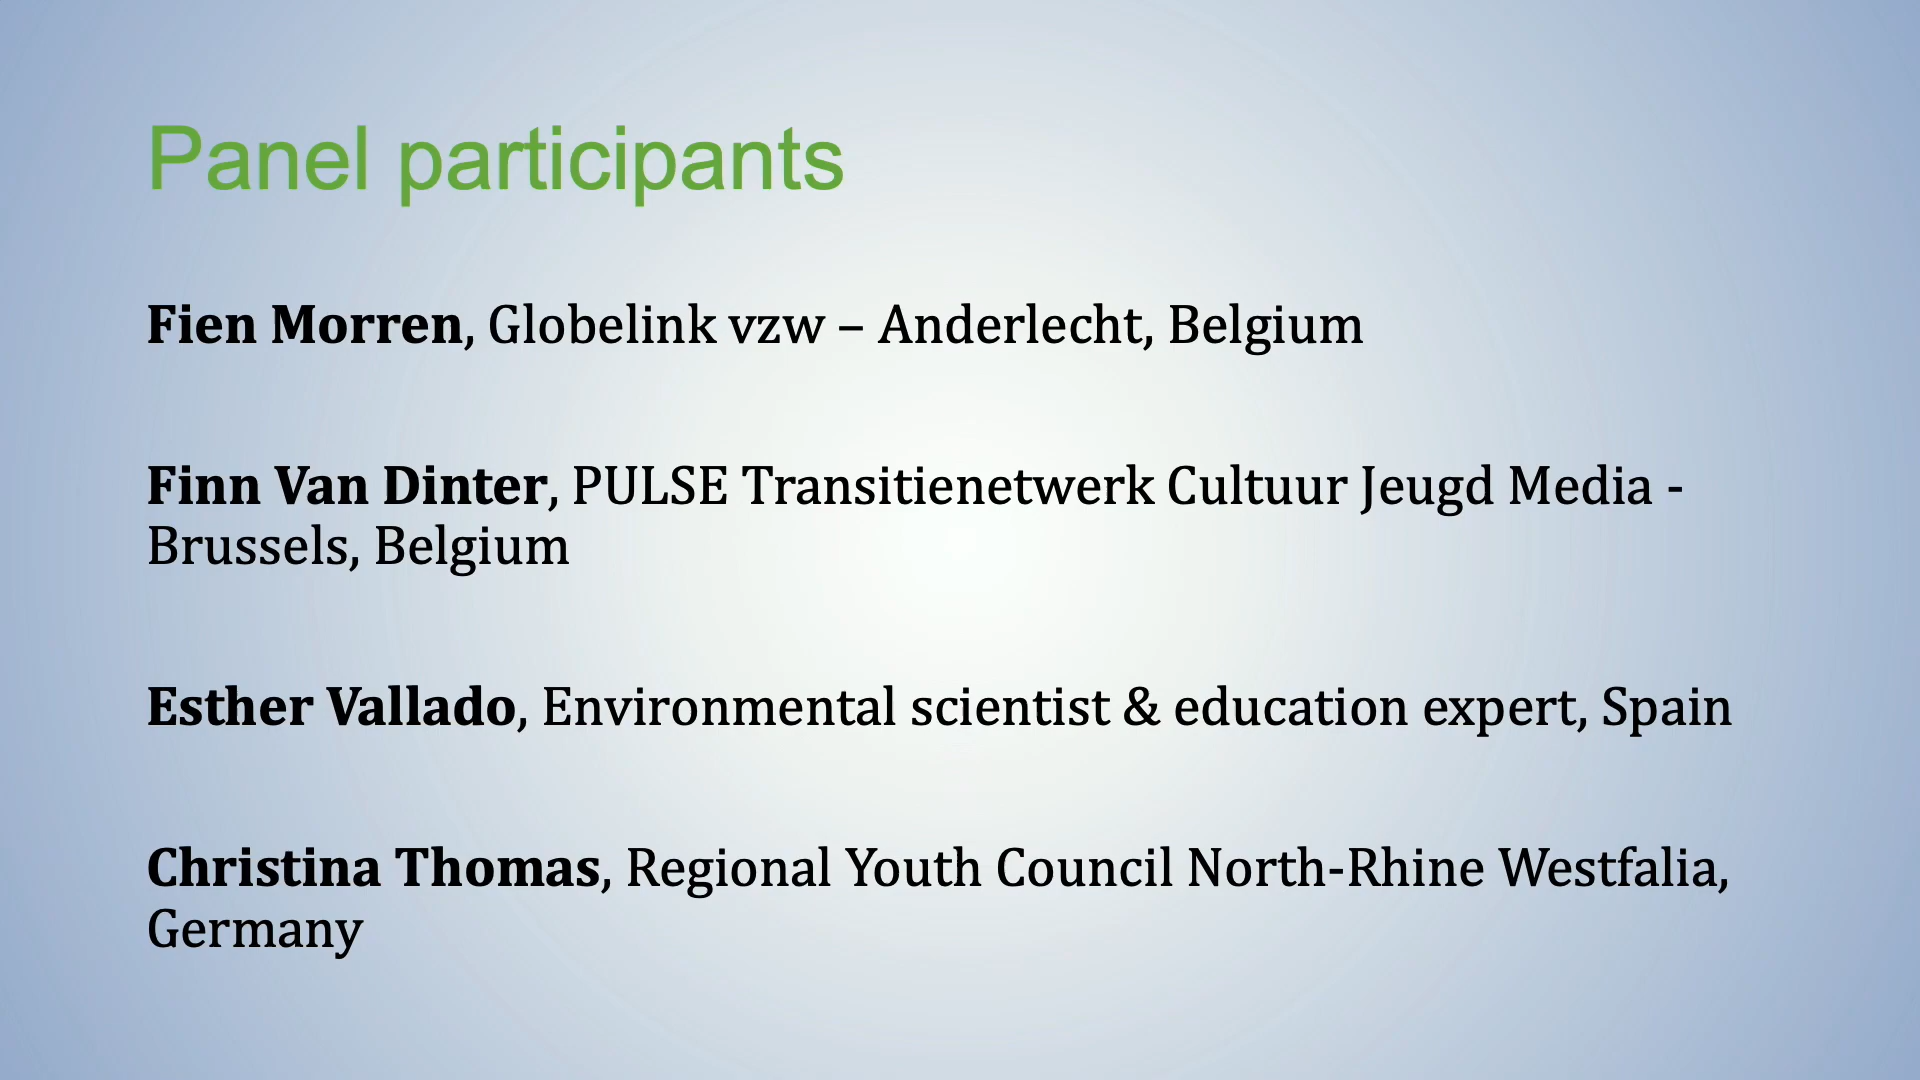 Panel participants
Fien Morren, Globelink vzw – Anderlecht, Belgium
Finn Van Dinter, PULSE Transitienetwerk Cultuur Jeugd Media -
Brussels, Belgium
Esther Vallado, Environmental scientist & education expert, Spain
Christina Thomas, Regional Youth Council North-Rhine Westfalia,
Germany